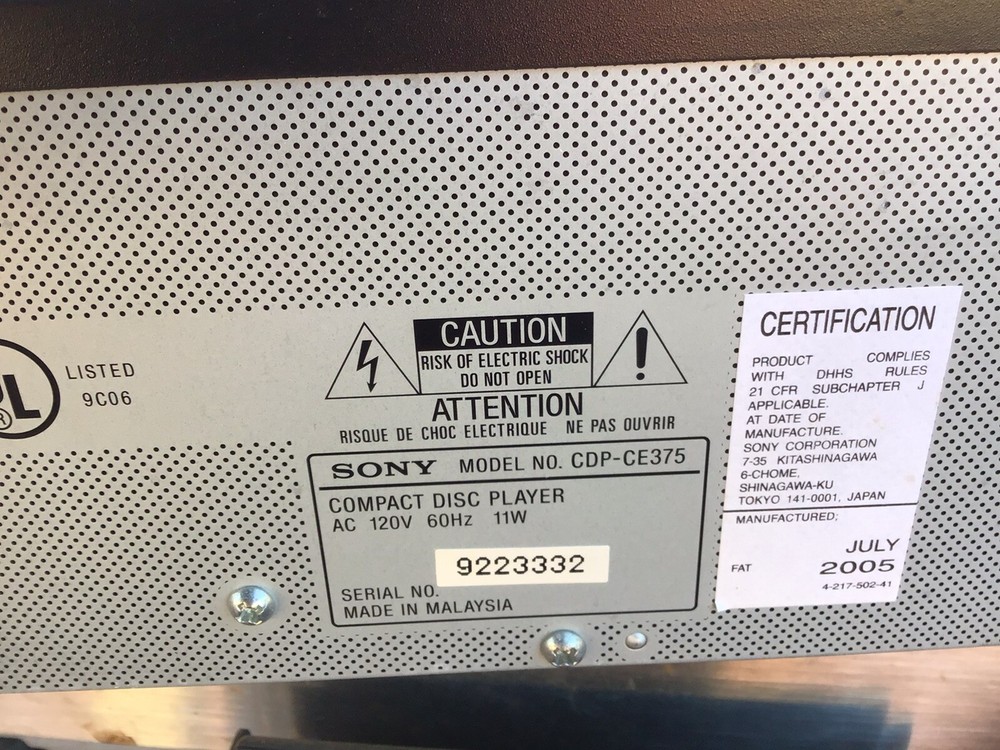 LISTED
9C06
CAUTION
RISK OF ELECTRIC SHOCK
DO NOT OPEN
ATTENTION
RISQUE DE CHOC ELECTRIQUE NE PAS OUVRIR
SONY MODEL NO. CDP-CE375
COMPACT DISC PLAYER
AC 120V 60Hz 11W
9223332
SERIAL NO.
MADE IN MALAYSIA
CERTIFICATION
PRODUCT COMPLIES
WITH DHHS RULES
21 CFR SUBCHAPTER J
APPLICABLE.
AT DATE OF
MANUFACTURE.
SONY CORPORATION
7-35 KITASHINAGAWA
6-CHOME,
SHINAGAWA-KU
TOKYO 141-0001, JAPAN
MANUFACTURED;
JULY
FAT 2005
4-217-502-41